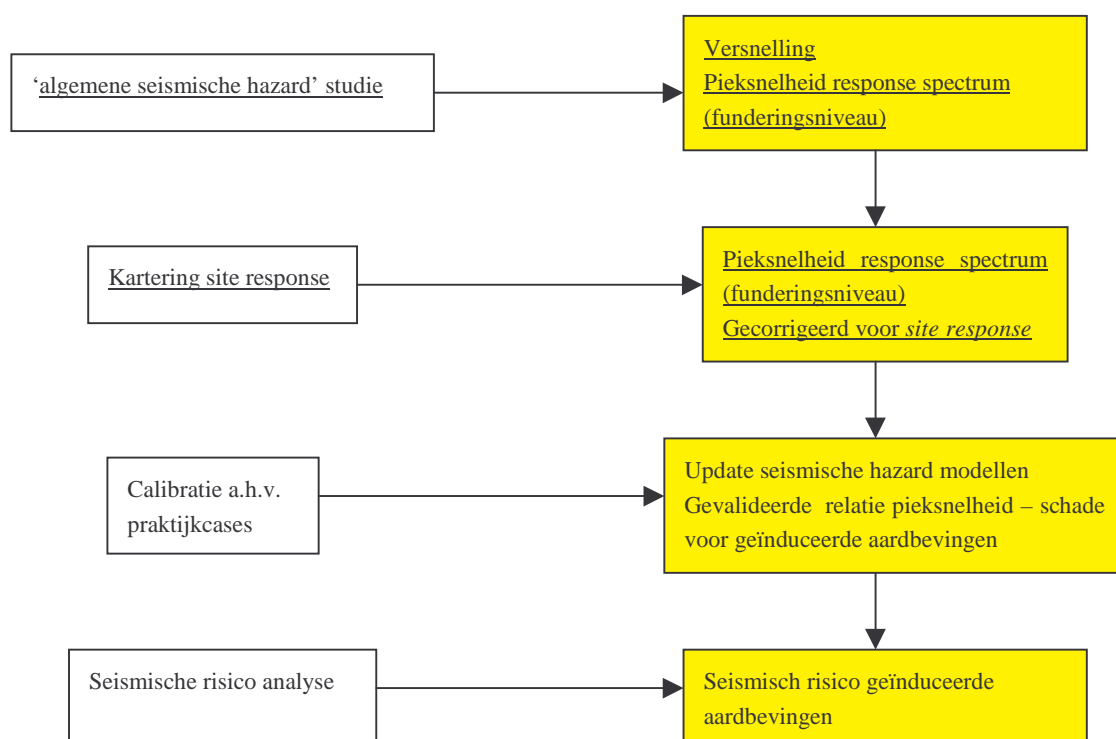 ‘algemene seismische hazard’ studie
Versnelling
Pieksnelheid response spectrum
(funderingsniveau)
Kartering site response
Pieksnelheid response spectrum
(funderingsniveau)
Gecorrigeerd voor site response
Calibratie a.h.v.
praktijkcases
Update seismische hazard modellen
Gevalideerde relatie pieksnelheid – schade
voor geïnduceerde aardbevingen
Seismische risico analyse
Seismisch risico geïnduceerde
aardbevingen